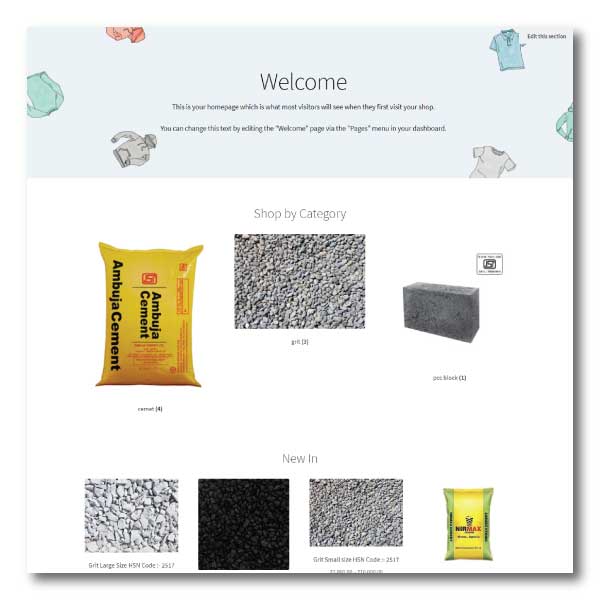 Edit this section
Welcome
This is your homepage which is what most visitors will see when they first visit your shop.
You can change this text by editing the "Welcome" page via the "Pages" menu in your dashboard.
Shop by Category
Ambuja Cement
Ambuja
Cement
grit (2)
pcc block (1)
cemnt (4)
New In
NIRMAX
Grit Large Size HSN Code :- 2517
Grit Small size HSN Code :- 2517